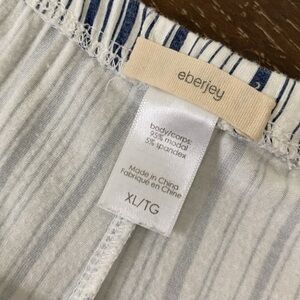 eberjey
body/corps:
95% modal
5% spandex
Made in China
Fabriqué en Chine
XL/TG